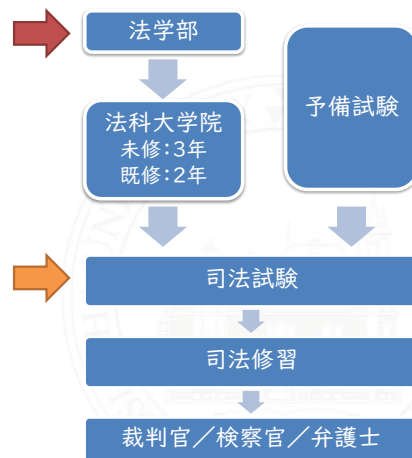 法学部
法科大学院
未修：3年
既修：2年
予備試験
司法試験
司法修習
裁判官／検察官／弁護士